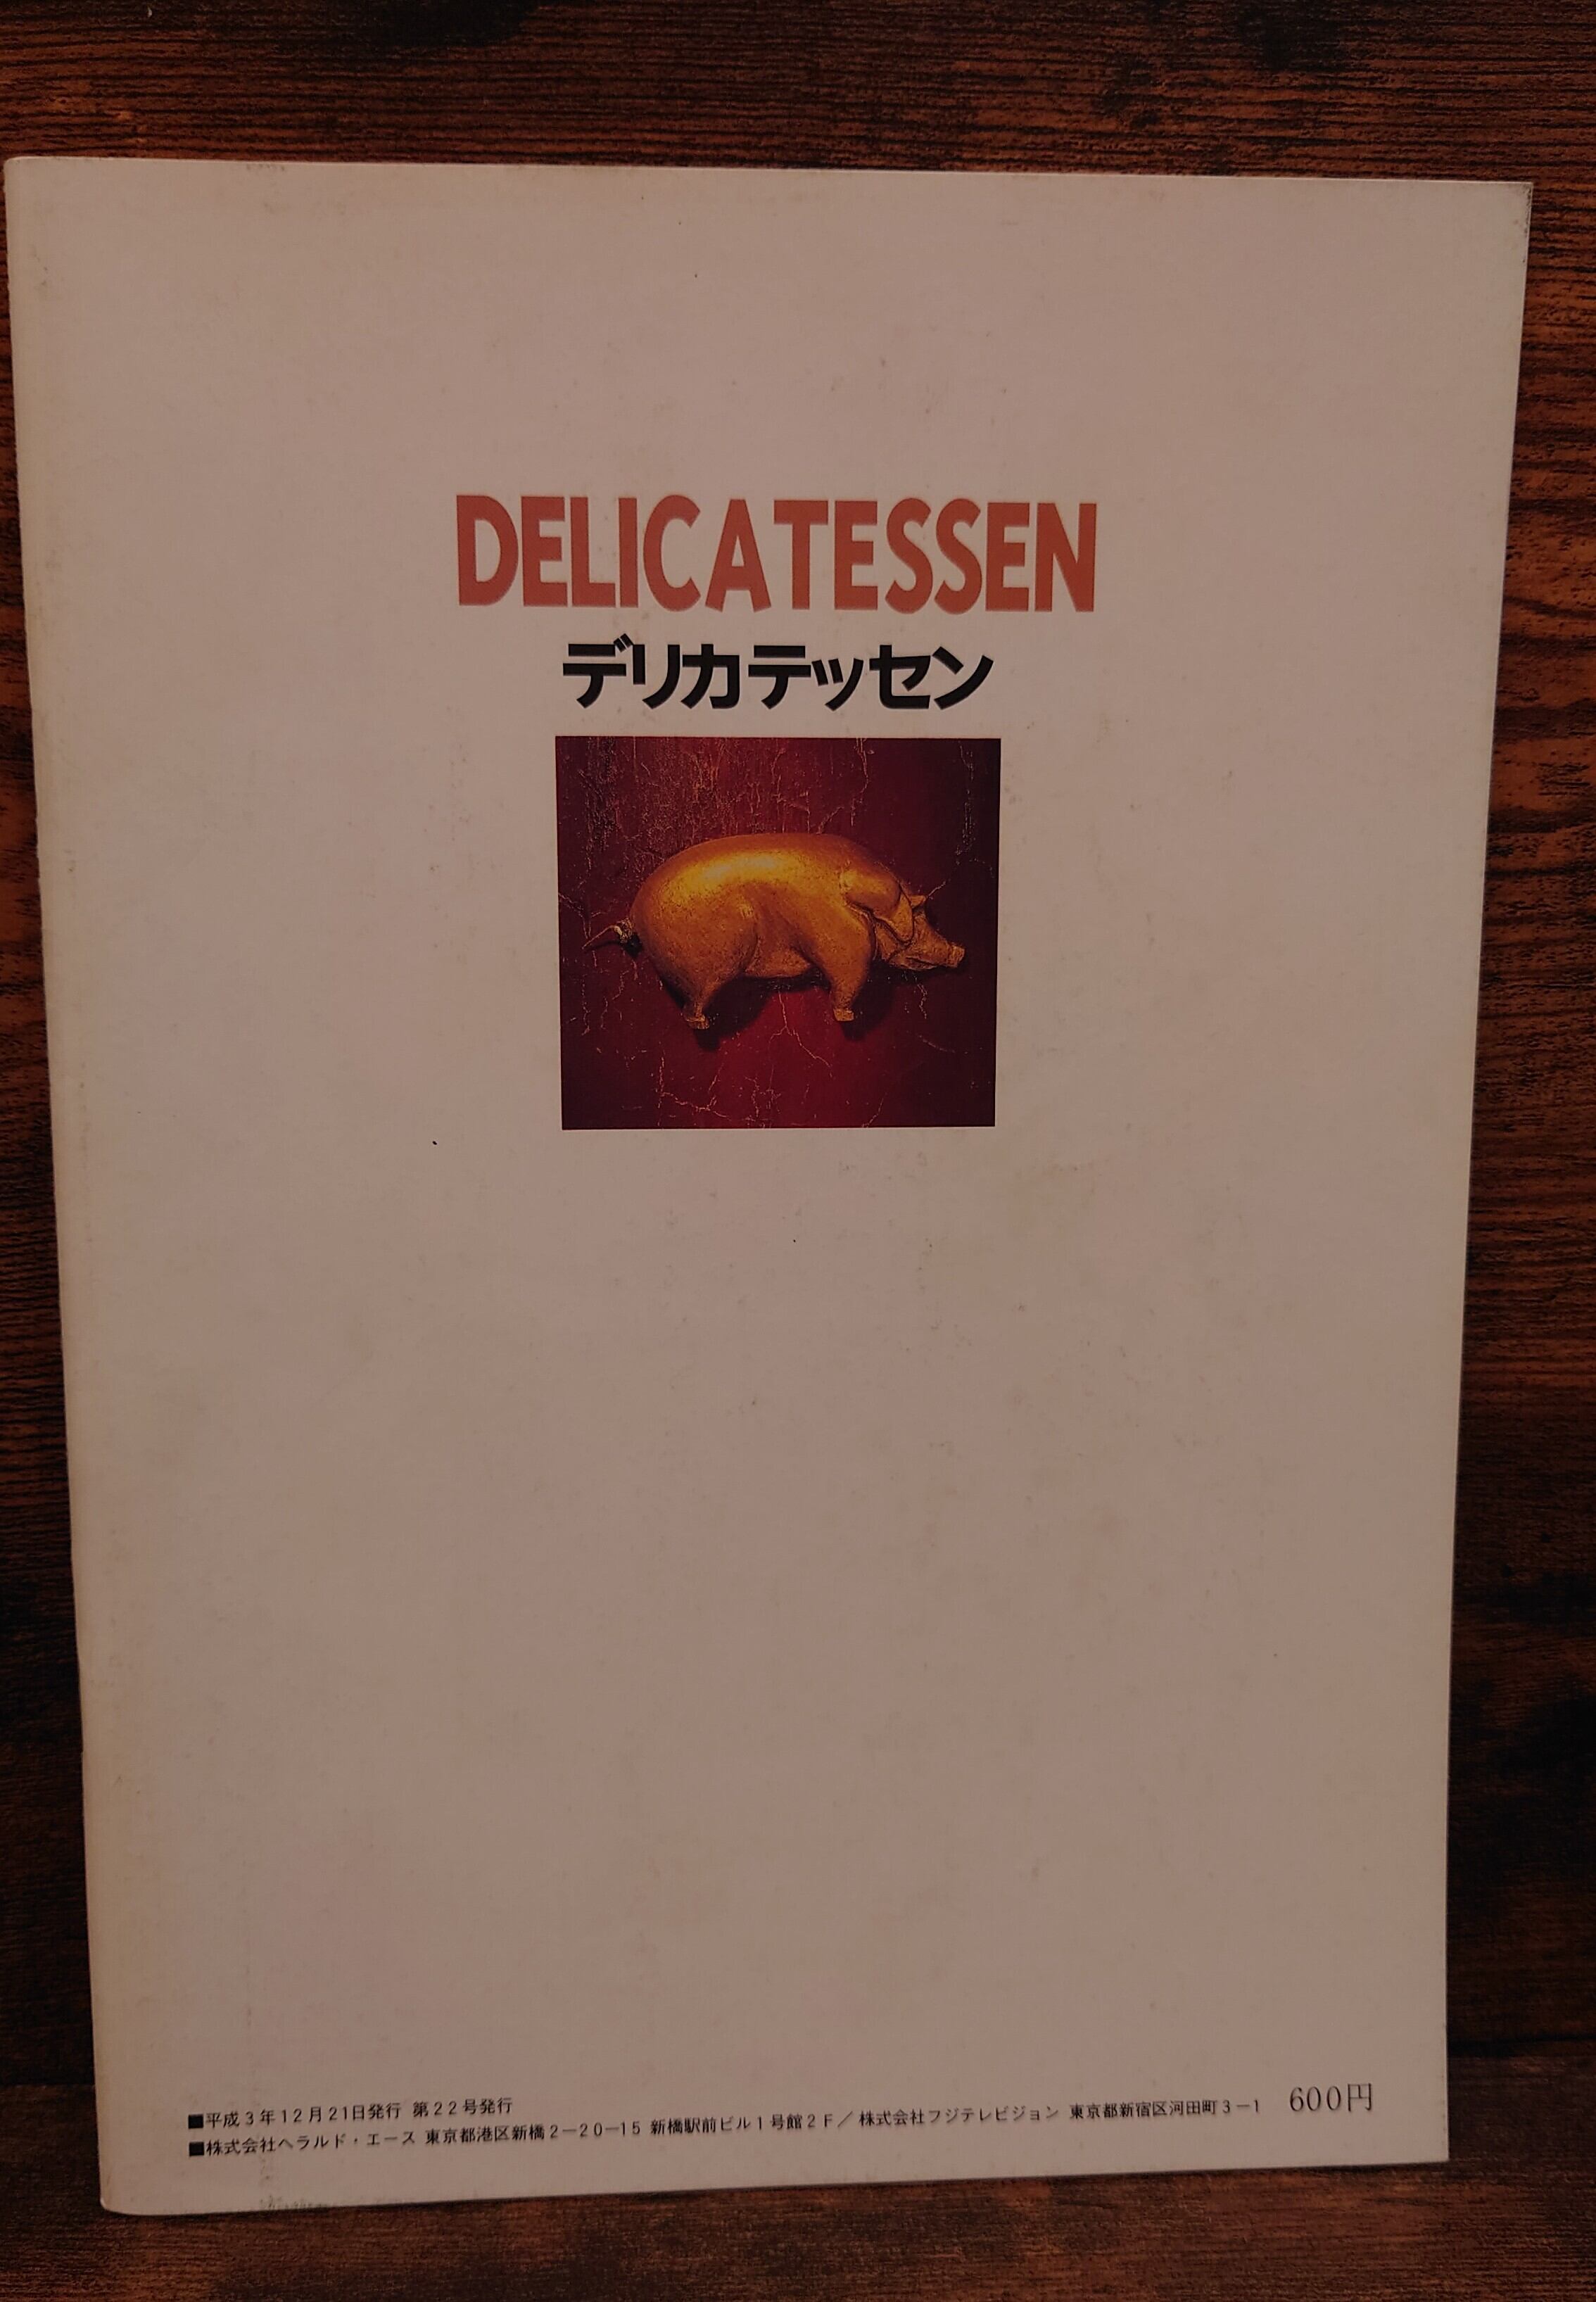 DELICATESSEN
デリカテッセン
■平成3年12月21日発行 第22号発行
■株式会社ヘラルド・エース 東京都港区新橋2−20−15 新橋駅前ビル1号館2F／株式会社フジテレビジョン 東京都新宿区河田町3−1
600円